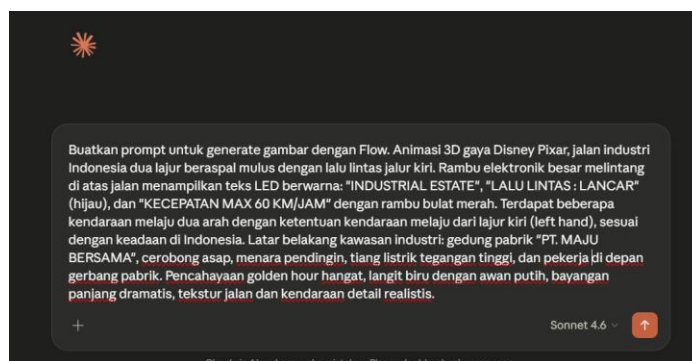 Buatkan prompt untuk generate gambar dengan Flow. Animasi 3D gaya Disney Pixar, jalan industri
Indonesia dua lajur beraspal mulus dengan lalu lintas jalur kiri. Rambu elektronik besar melintang
di atas jalan menampilkan teks LED berwarna: "INDUSTRIAL ESTATE", "LALU LINTAS : LANCAR"
(hijau), dan "KECEPATAN MAX 60 KM/JAM" dengan rambu bulat merah. Terdapat beberapa
kendaraan melaju dua arah dengan ketentuan kendaraan melaju dari lajur kiri (left hand), sesuai
dengan keadaan di Indonesia. Latar belakang kawasan industri: gedung pabrik "PT. MAJU
BERSAMA", cerobong asap, menara pendingin, tiang listrik tegangan tinggi, dan pekerja di depan
gerbang pabrik. Pencahayaan golden hour hangat, langit biru dengan awan putih, bayangan
panjang dramatis, tekstur jalan dan kendaraan detail realistis.
Sonnet 4.6